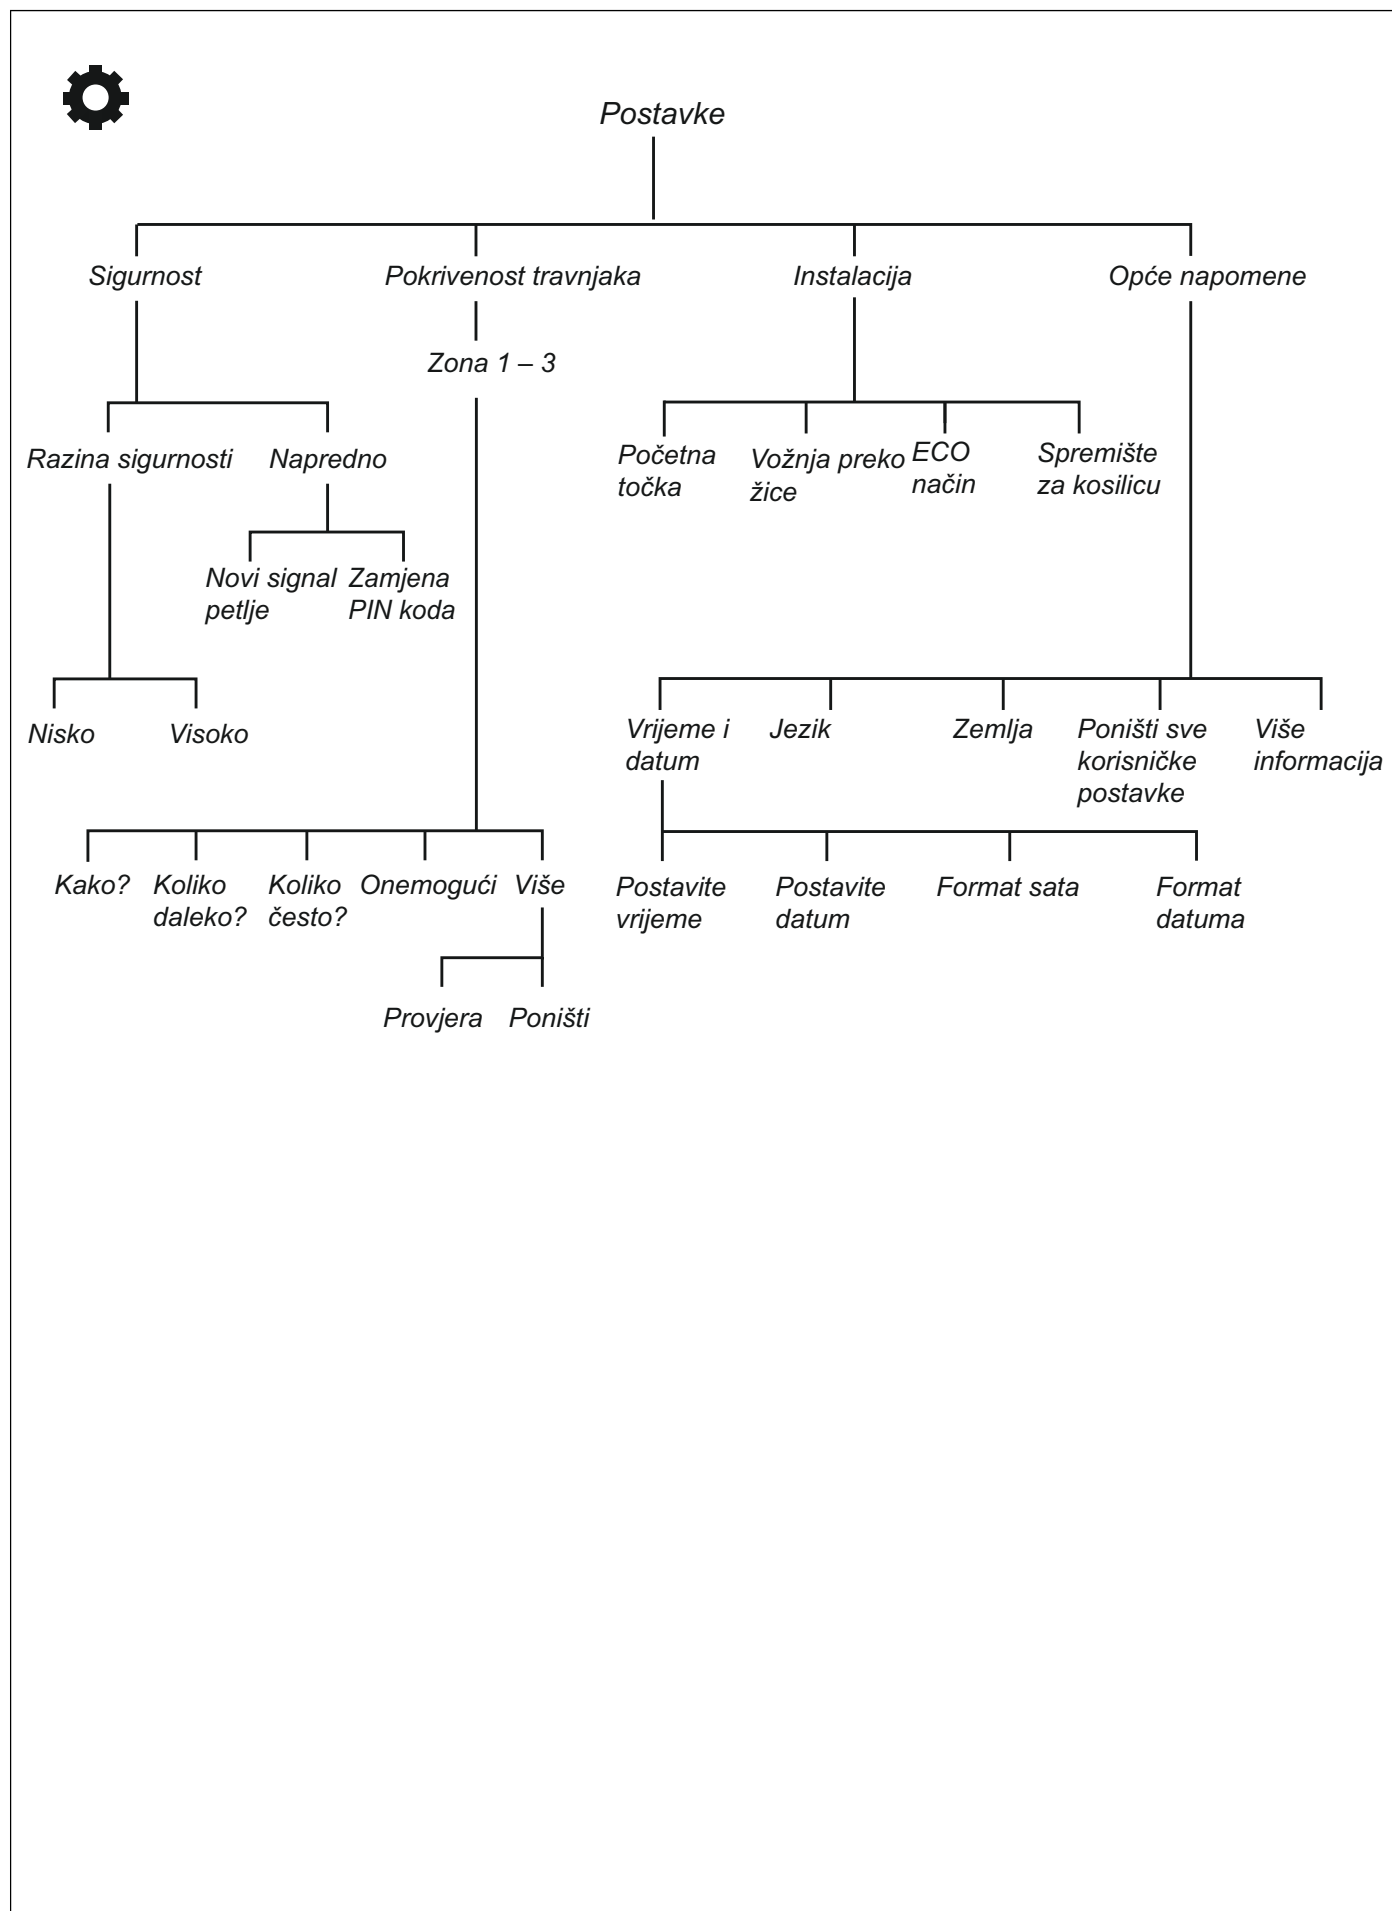 Postavke
Sigurnost
Pokrivenost travnjaka
Instalacija
Opće napomene
Zona 1 – 3
Razina sigurnosti
Napredno
Početna
točka
Vožnja preko
žice
ECO
način
Spremište
za kosilicu
Novi signal
petlje
Zamjena
PIN koda
Nisko
Visoko
Vrijeme i
datum
Jezik
Zemlja
Poništi sve
korisničke
postavke
Više
informacija
Kako?
Koliko
daleko?
Koliko
često?
Onemogući
Više
Postavite
vrijeme
Postavite
datum
Format sata
Format
datuma
Provjera
Poništi